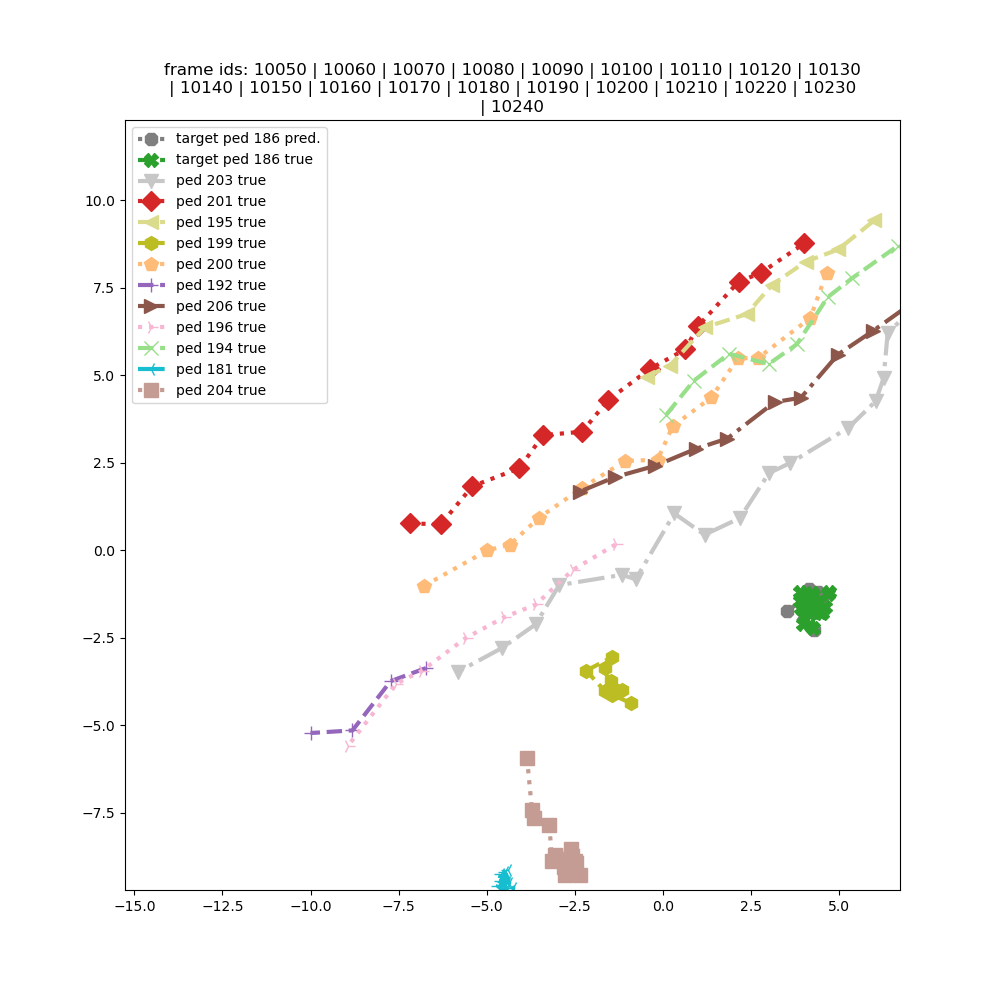 frame ids: 10050 | 10060 | 10070 | 10080 | 10090 | 10100 | 10110 | 10120 | 10130
| 10140 | 10150 | 10160 | 10170 | 10180 | 10190 | 10200 | 10210 | 10220 | 10230
| 10240
target ped 186 pred.
target ped 186 true
ped 203 true
ped 201 true
ped 195 true
ped 199 true
ped 200 true
ped 192 true
ped 206 true
ped 196 true
ped 194 true
ped 181 true
ped 204 true
10.0
7.5
5.0
2.5
0.0
−2.5
−5.0
−7.5
−15.0 −12.5 −10.0 −7.5 −5.0 −2.5 0.0 2.5 5.0